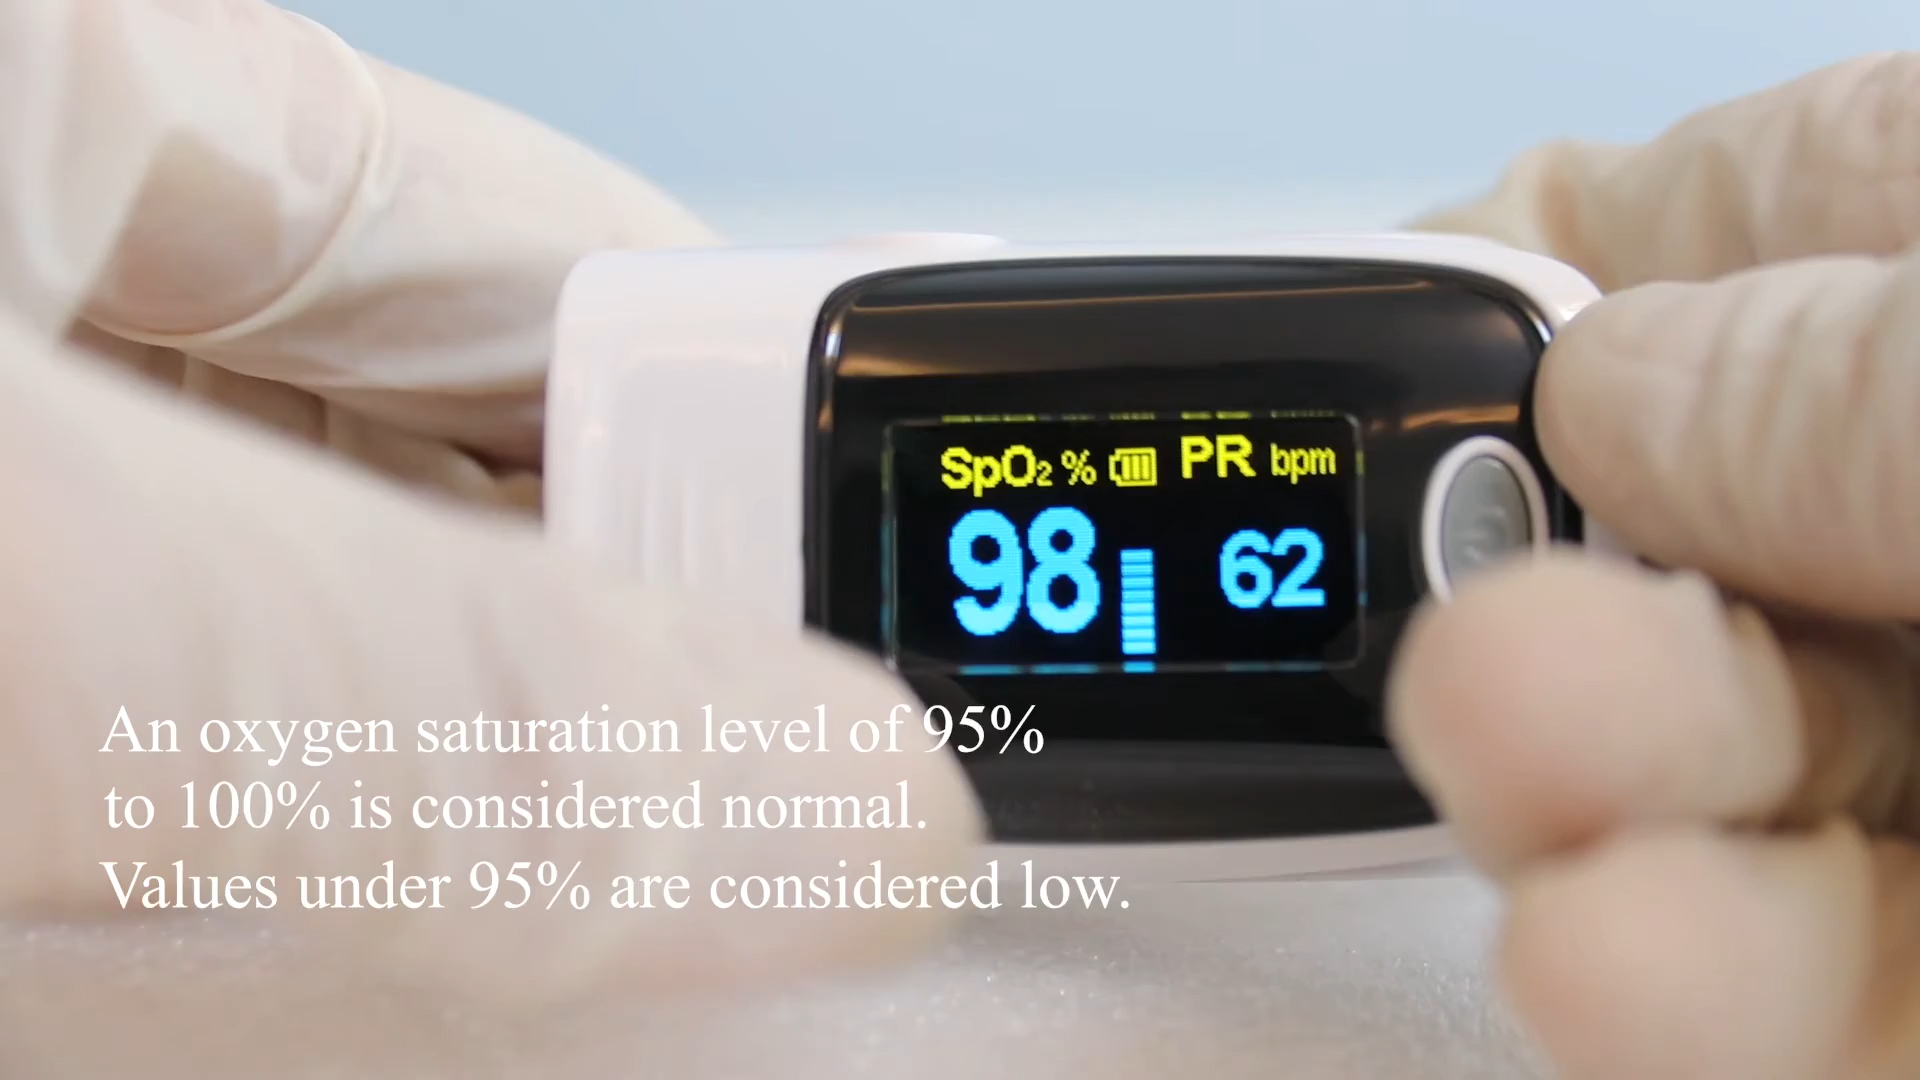 SpO2 % PR bpm
98 62
An oxygen saturation level of 95%
to 100% is considered normal.
Values under 95% are considered low.